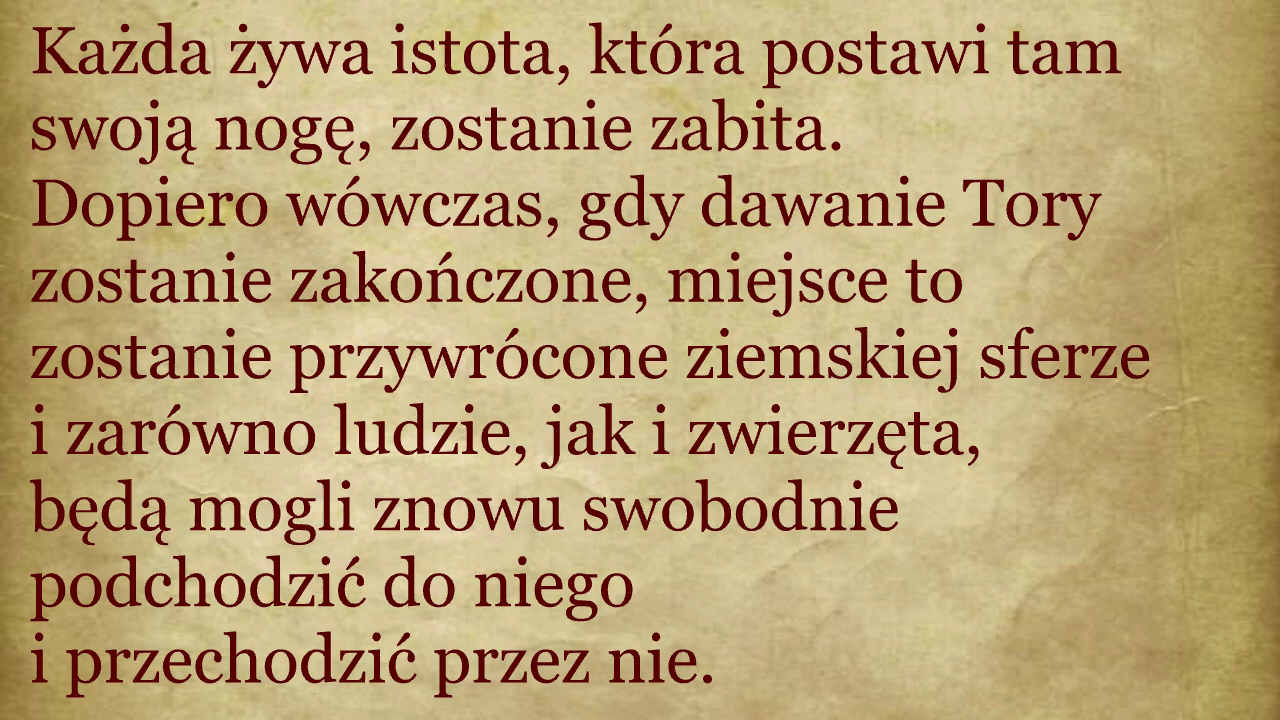 Każda żywa istota, która postawi tam
swoją nogę, zostanie zabita.
Dopiero wówczas, gdy dawanie Tory
zostanie zakończone, miejsce to
zostanie przywrócone ziemskiej sferze
i zarówno ludzie, jak i zwierzęta,
będą mogli znowu swobodnie
podchodzić do niego
i przechodzić przez nie.